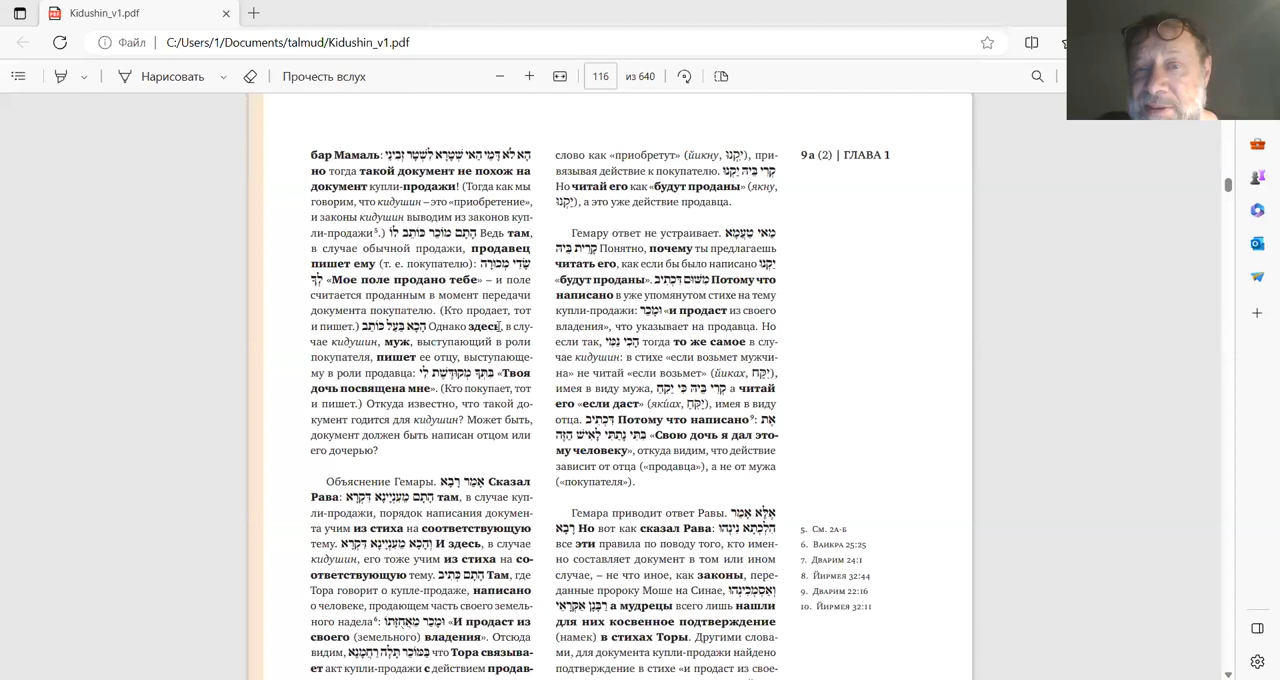 Kidushin_v1.pdf
Файл
C:/Users/1/Documents/talmud/Kidushin_v1.pdf
Нарисовать
Прочесть вслух
116
из 640
бар Мамаль: הָא לֹא דָּמֵי הַאי שְׁטָרָא לִשְׁטָר זְבִינֵי
но тогда такой документ не похож на
документ купли-продажи! (Тогда как мы
говорим, что кидушин – это «приобретение»,
и законы кидушин выводим из законов куп-
ли-продажи⁵.) הָתָם מוֹכֵר כּוֹתֵב לוֹ Ведь там,
в случае обычной продажи, продавец
пишет ему (т. е. покупателю): שָׂדִי מְכוּרָה
לָךְ «Мое поле продано тебе» – и поле
считается проданным в момент передачи
документа покупателю. (Кто продает, тот
и пишет.) הָכָא בַּעַל כּוֹתֵב Однако здесь, в слу-
чае кидушин, муж, выступающий в роли
покупателя, пишет ее отцу, выступающе-
му в роли продавца: בִּתְּךָ מְקוּדֶּשֶׁת לִי «Твоя
дочь посвящена мне». (Кто покупает, тот
и пишет.) Откуда известно, что такой до-
кумент годится для кидушин? Может быть,
документ должен быть написан отцом или
его дочерью?
Объяснение Гемары. אָמַר רָבָא Сказал
Рава: הָתָם מֵעִנְיָינָא דִּקְרָא там, в случае куп-
ли-продажи, порядок написания докумен-
та учим из стиха на соответствующую
тему. וְהָכָא מֵעִנְיָינָא דִּקְרָא И здесь, в случае
кидушин, его тоже учим из стиха на со-
ответствующую тему. הָתָם כְּתִיב Там, где
Тора говорит о купле-продаже, написано
о человеке, продающем часть своего земель-
ного надела⁶: וּמָכַר מֵאֲחֻזָּתוֹ «И продаст из
своего (земельного) владения». Отсюда
видим, בְּמוֹכֵר תָּלָה רַחֲמָנָא что Тора связыва-
ет акт купли-продажи с действием продав-
слово как «приобретут» (йикну, יִקְנוּ), при-
вязывая действие к покупателю. קְרִי בֵּיהּ יַקְנוּ
Но читай его как «будут проданы» (якну,
יַקְנוּ), а это уже действие продавца.
Гемару ответ не устраивает. מַאי טַעְמָא
קָרֵית בֵּיהּ Понятно, почему ты предлагаешь
читать его, как если бы было написано יַקְנוּ
«будут проданы». מִשּׁוּם דִּכְתִיב Потому что
написано в уже упомянутом стихе на тему
купли-продажи: וּמָכַר «и продаст из своего
владения», что указывает на продавца. Но
если так, הָכִי נַמִי тогда то же самое в слу-
чае кидушин: в стихе «если возьмет мужчи-
на» не читай «если возьмет» (йиках, יִקַּח),
имея в виду мужа, קְרִי בֵּיהּ כִּי יַקַּח а читай
его «если даст» (яки́ах, יַקַּח), имея в виду
отца. דִּכְתִיב Потому что написано⁹: אֶת
בִּתִּי נָתַתִּי לָאִישׁ הַזֶּה «Свою дочь я дал это-
му человеку», откуда видим, что действие
зависит от отца («продавца»), а не от мужа
(«покупателя»).
Гемара приводит ответ Равы. אֶלָּא אָמַר
רָבָא Но вот как сказал Рава: הִלְכְתָא נִינְהוּ
все эти правила по поводу того, кто имен-
но составляет документ в том или ином
случае, – не что иное, как законы, пере-
данные пророку Моше на Синае, וְאַסְמְכִינְהוּ
רַבָּנַן אַקְרָאֵי а мудрецы всего лишь нашли
для них косвенное подтверждение
(намек) в стихах Торы. Другими слова-
ми, для документа купли-продажи найдено
подтверждение в стихе «и продаст из свое-
9а (2) | ГЛАВА 1
5. См. 2а-б
6. Ваикра 25:25
7. Дварим 24:1
8. Йирмея 32:44
9. Дварим 22:16
10. Йирмея 32:11